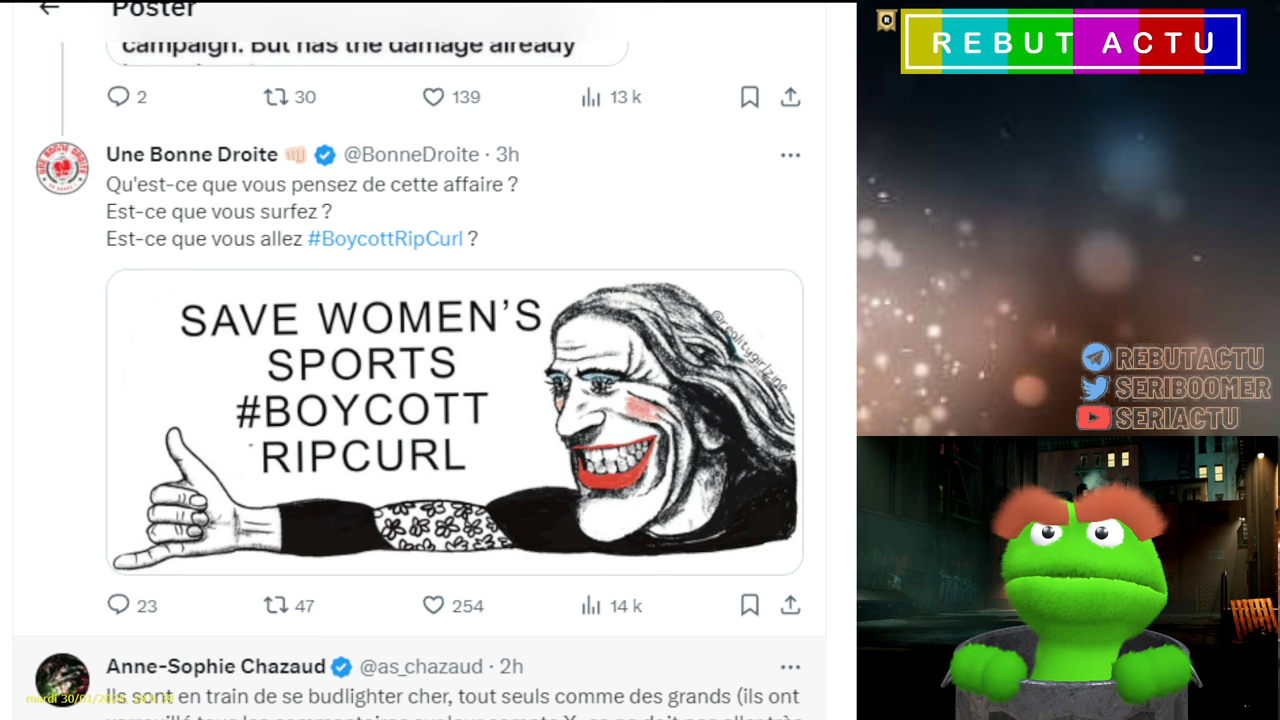 Poster
campaign. But has the damage already
2
30
139
13 k
Une Bonne Droite 👊🏻 @BonneDroite · 3h
Qu'est-ce que vous pensez de cette affaire ?
Est-ce que vous surfez ?
Est-ce que vous allez #BoycottRipCurl ?
SAVE WOMEN'S
SPORTS
#BOYCOTT
RIPCURL
@realitygirlzine
23
47
254
14 k
Anne-Sophie Chazaud @as_chazaud · 2h
Ils sont en train de se budlighter cher, tout seuls comme des grands (ils ont
mardi 30/01/
R
REBUT ACTU
REBUTACTU
SERIBOOMER
SERIACTU